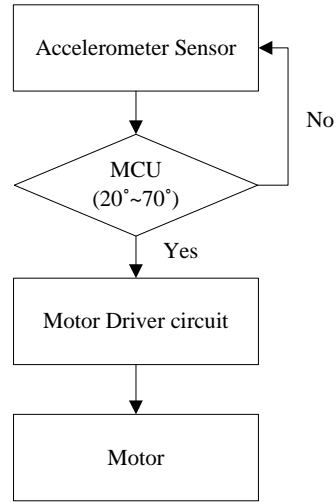 Accelerometer Sensor
No
MCU
(20˚~70˚)
Yes
Motor Driver circuit
Motor